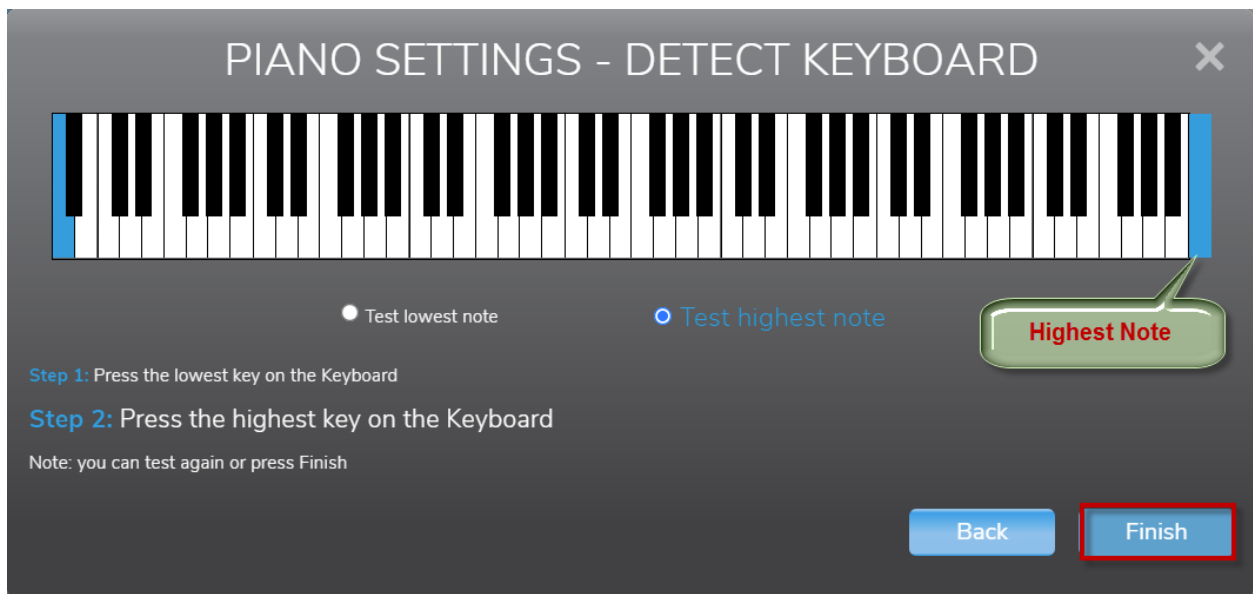 PIANO SETTINGS - DETECT KEYBOARD
Test lowest note
Test highest note
Highest Note
Step 1: Press the lowest key on the Keyboard
Step 2: Press the highest key on the Keyboard
Note: you can test again or press Finish
Back
Finish